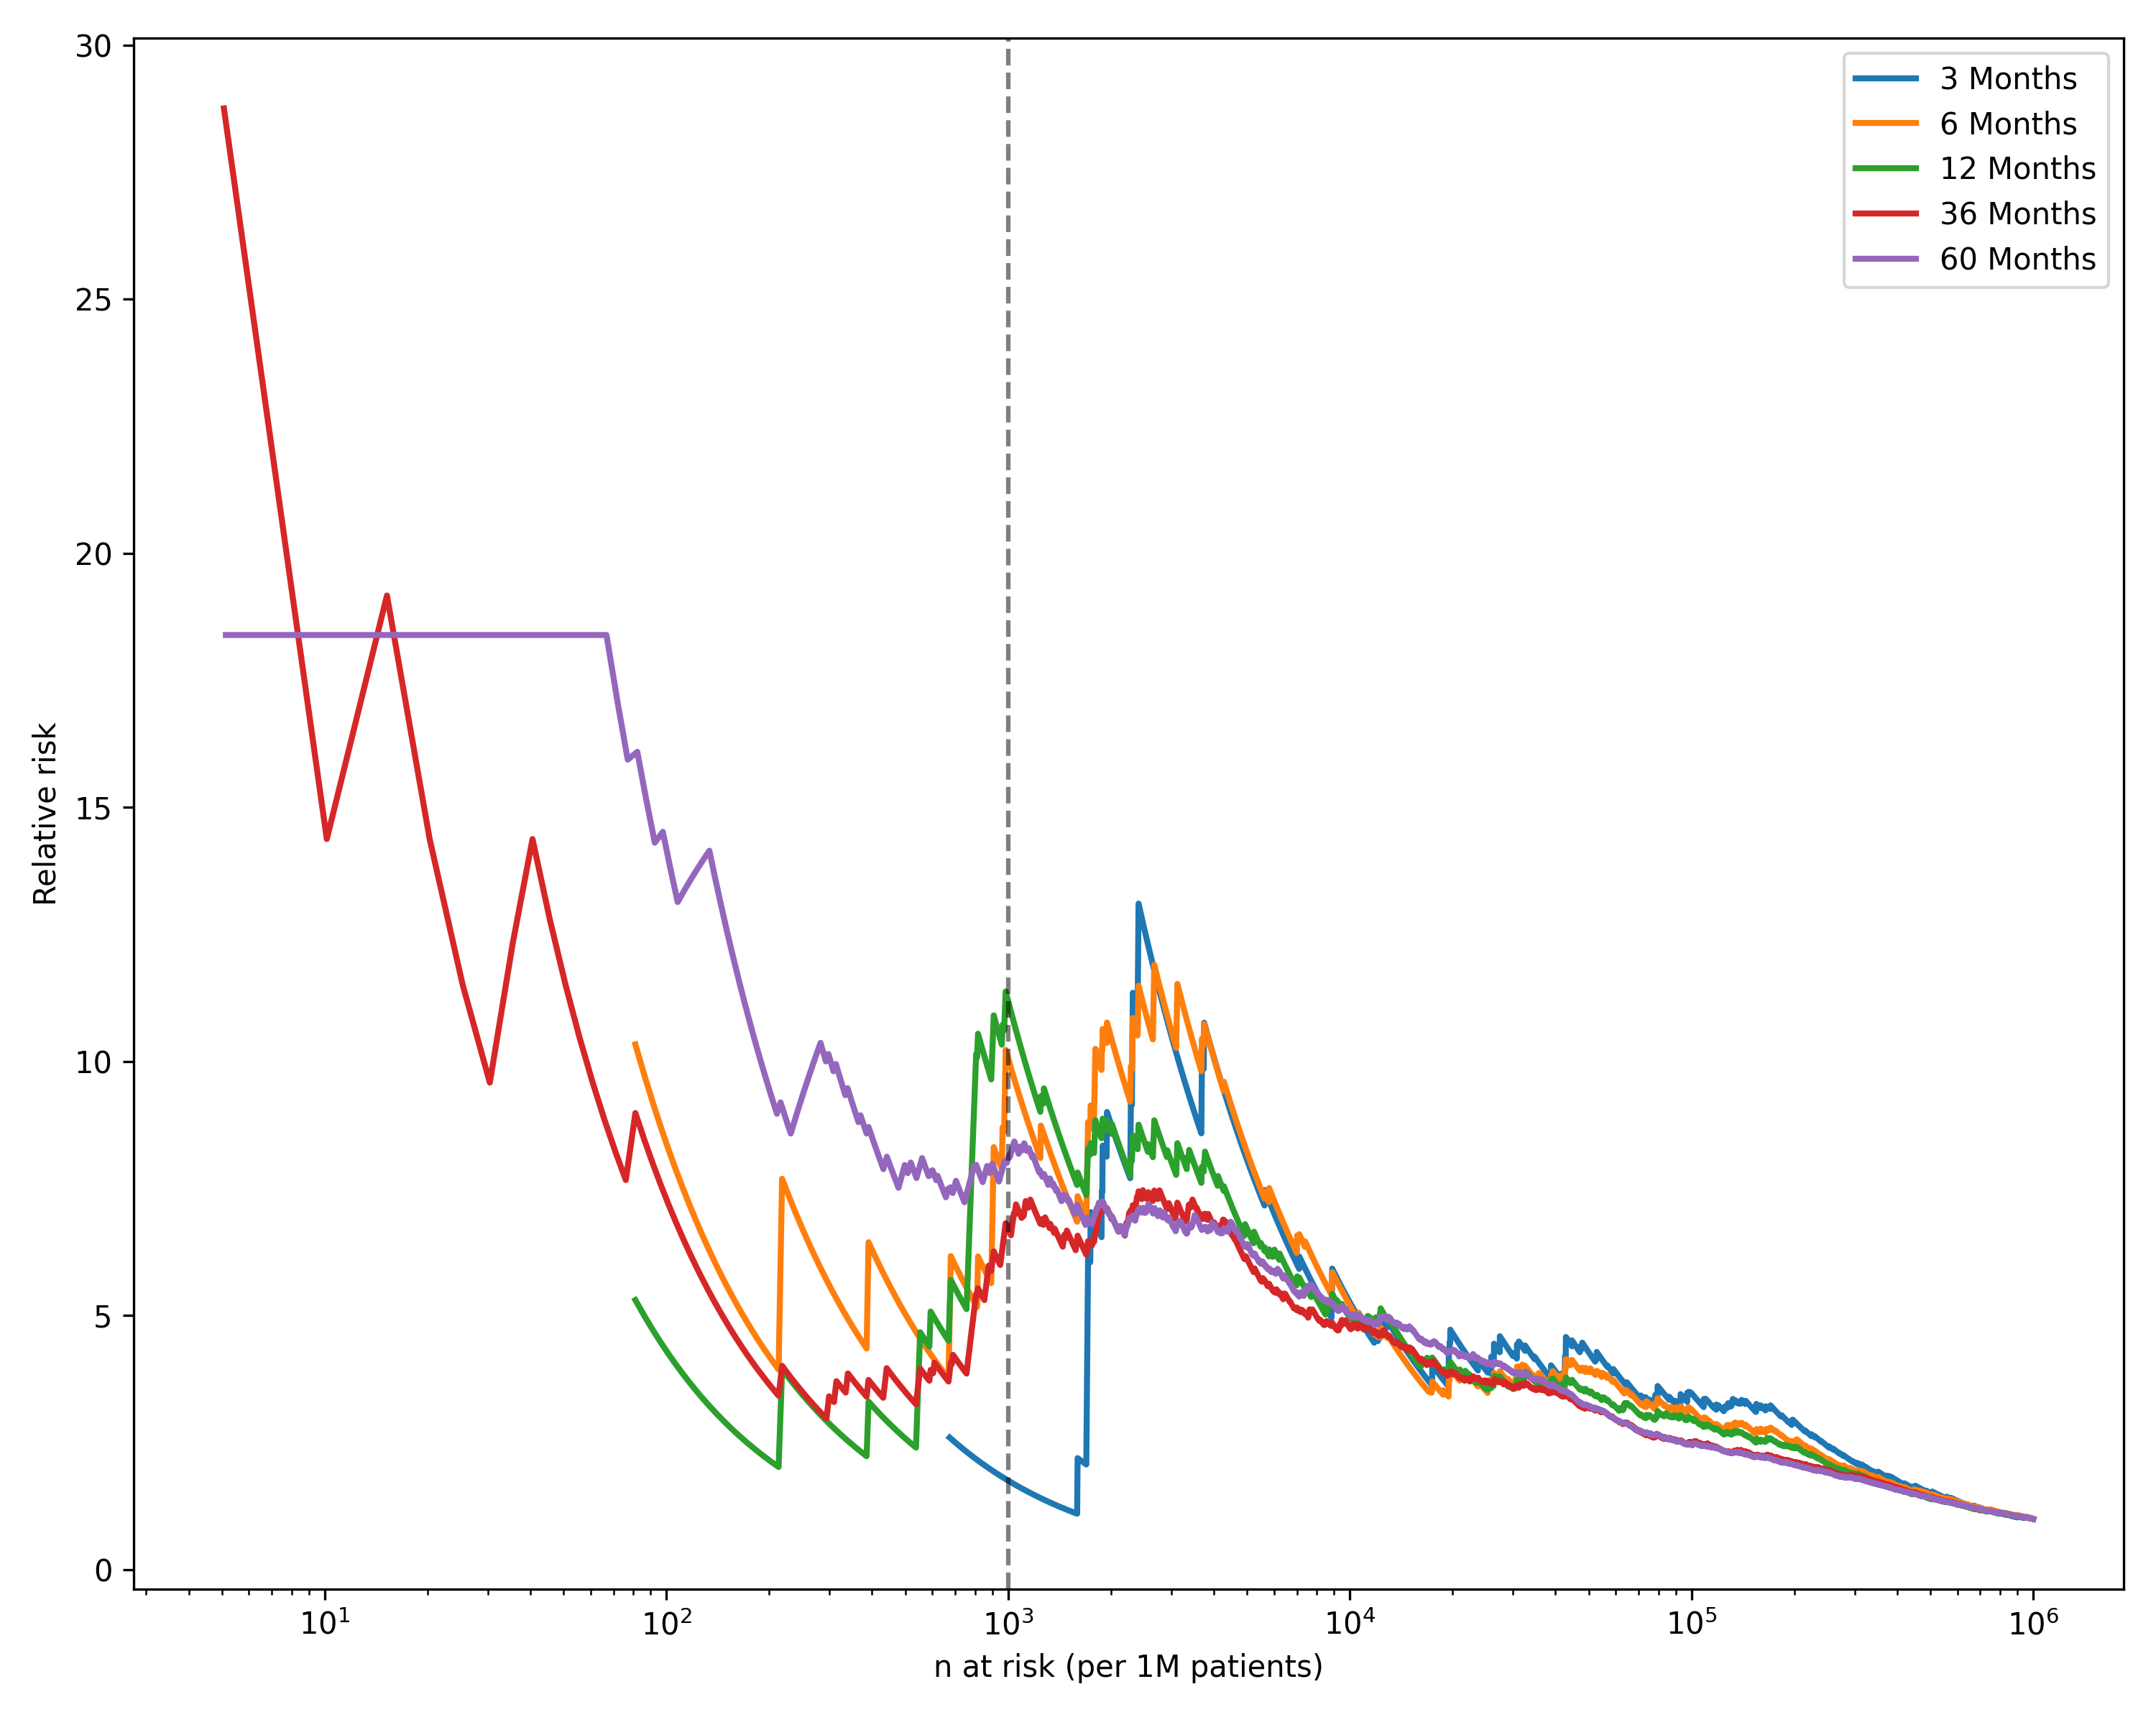 30
25
20
15
10
5
0
Relative risk
3 Months
6 Months
12 Months
36 Months
60 Months
10¹
10²
10³
10⁴
10⁵
10⁶
n at risk (per 1M patients)